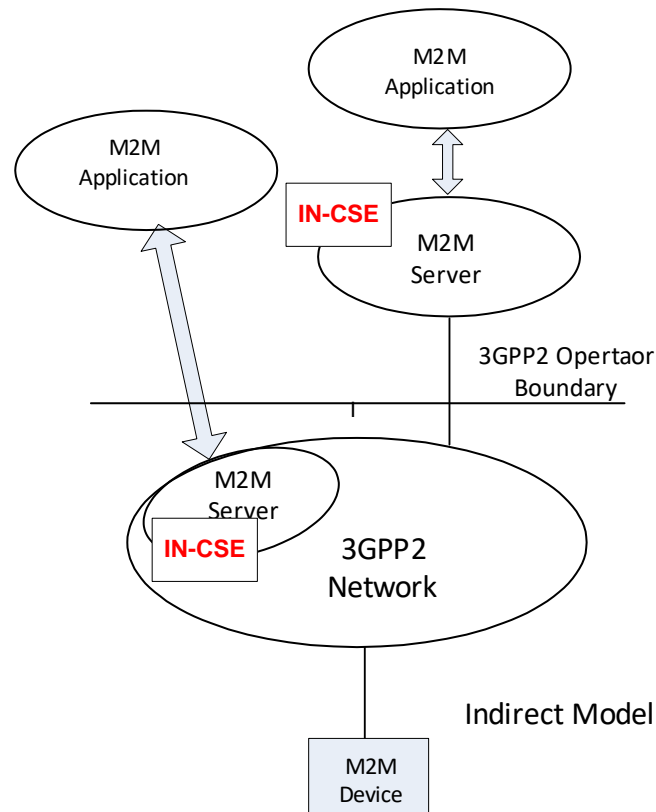 M2M
Application
M2M
Application
IN-CSE
M2M
Server
3GPP2 Opertaor
Boundary
M2M
Server
IN-CSE
3GPP2
Network
Indirect Model
M2M
Device